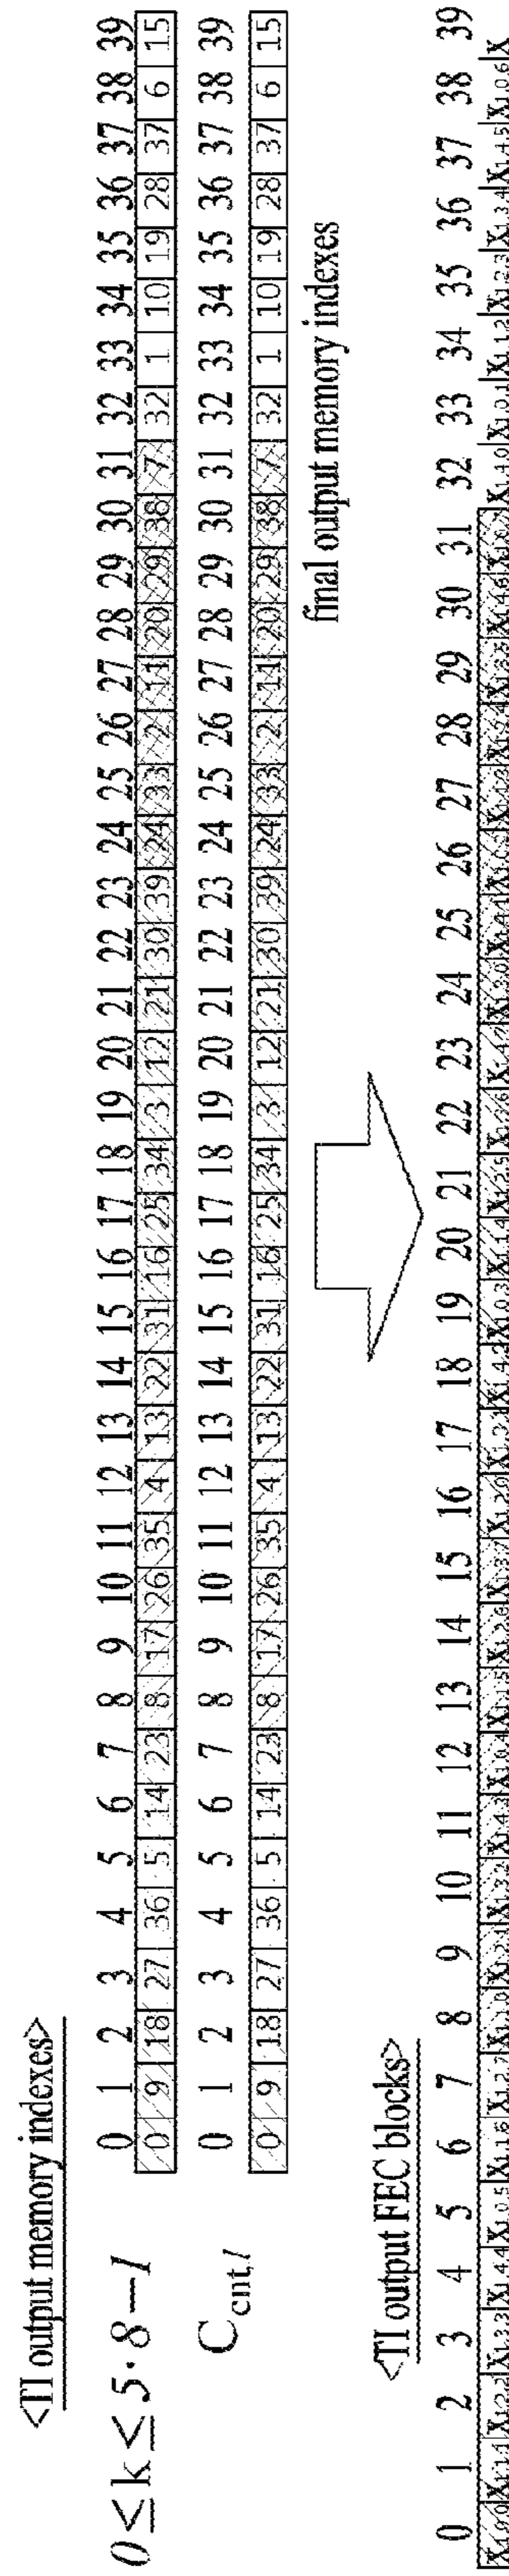 <TI output memory indexes>
0 1 2 3 4 5 6 7 8 9 10 11 12 13 14 15 16 17 18 19 20 21 22 23 24 25 26 27 28 29 30 31 32 33 34 35 36 37 38 39
0≤k≤5·8−1
0 9 18 27 36 5 14 23 8 17 26 35 4 13 22 31 16 25 34 3 12 21 30 39 24 33 2 11 20 29 38 7 32 1 10 19 28 37 6 15
0 1 2 3 4 5 6 7 8 9 10 11 12 13 14 15 16 17 18 19 20 21 22 23 24 25 26 27 28 29 30 31 32 33 34 35 36 37 38 39
C cnt,l
0 9 18 27 36 5 14 23 8 17 26 35 4 13 22 31 16 25 34 3 12 21 30 39 24 33 2 11 20 29 38 7 32 1 10 19 28 37 6 15
final output memory indexes
<TI output FEC blocks>
0 1 2 3 4 5 6 7 8 9 10 11 12 13 14 15 16 17 18 19 20 21 22 23 24 25 26 27 28 29 30 31 32 33 34 35 36 37 38 39